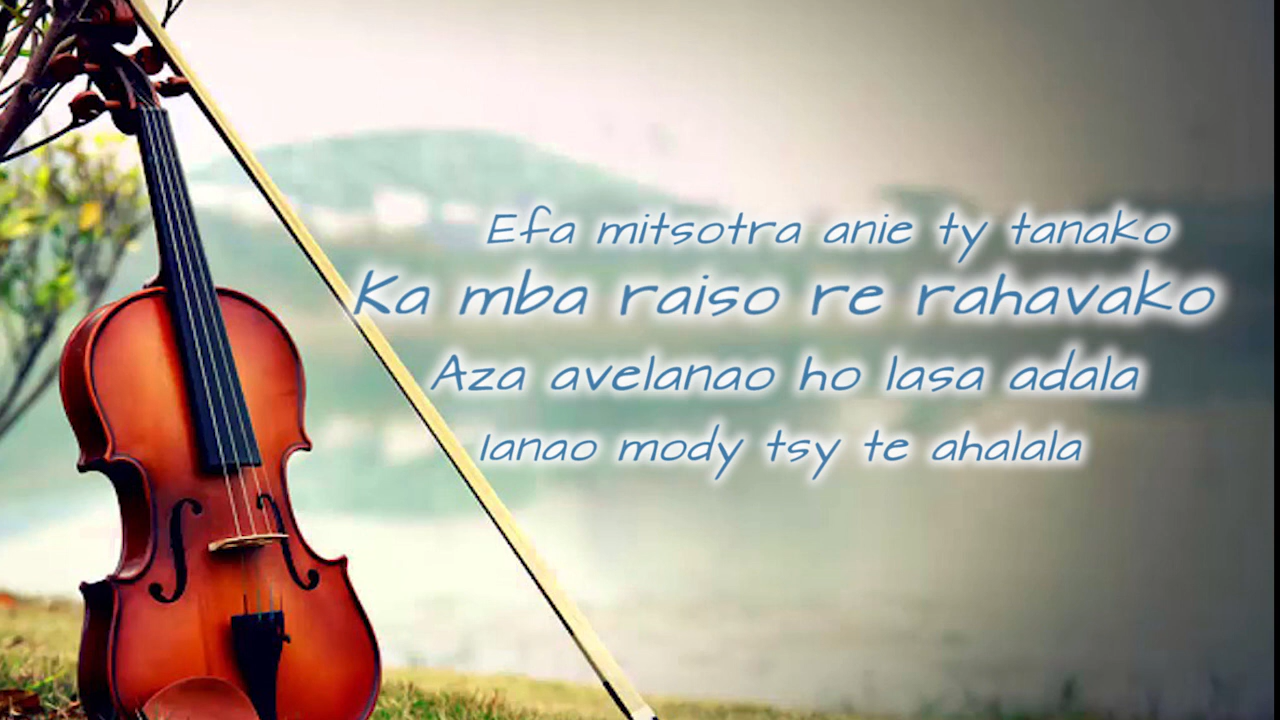 Efa mitsotra anie ty tanako
Ka mba raiso re rahavako
Aza avelanao ho lasa adala
Ianao mody tsy te ahalala